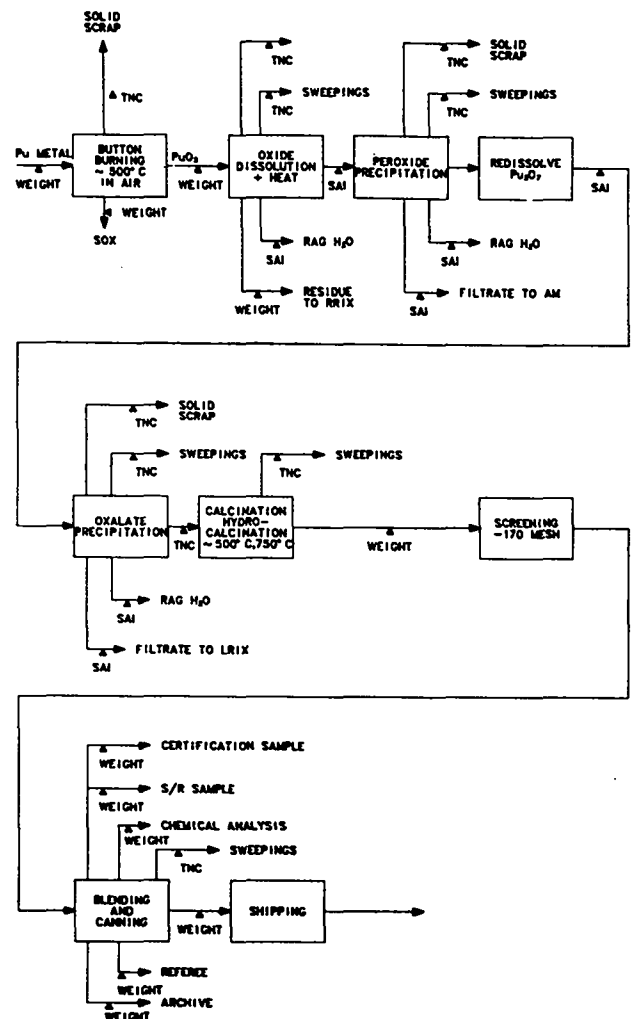 SOLID
SCRAP
TNC
Pu METAL
WEIGHT
BUTTON
BURNING
~ 500° C
IN AIR
WEIGHT
SOX
PuO₂
WEIGHT
TNC
SWEEPINGS
TNC
OXIDE
DISSOLUTION
+ HEAT
SAI
RAG H₂O
SAI
RESIDUE
TO RRIX
WEIGHT
SOLID
SCRAP
TNC
SWEEPINGS
TNC
PEROXIDE
PRECIPITATION
RAG H₂O
SAI
FILTRATE TO AM
SAI
REDISSOLVE
Pu₂O₇
SAI
SOLID
SCRAP
TNC
SWEEPINGS
TNC
OXALATE
PRECIPITATION
TNC
RAG H₂O
SAI
FILTRATE TO LRIX
SAI
SWEEPINGS
TNC
CALCINATION
HYDRO-
CALCINATION
~ 500° C, 750° C
WEIGHT
SCREENING
-170 MESH
CERTIFICATION SAMPLE
WEIGHT
S/R SAMPLE
WEIGHT
CHEMICAL ANALYSIS
WEIGHT
SWEEPINGS
TNC
BLENDING
AND
CANNING
WEIGHT
SHIPPING
REFEREE
WEIGHT
ARCHIVE
WEIGHT